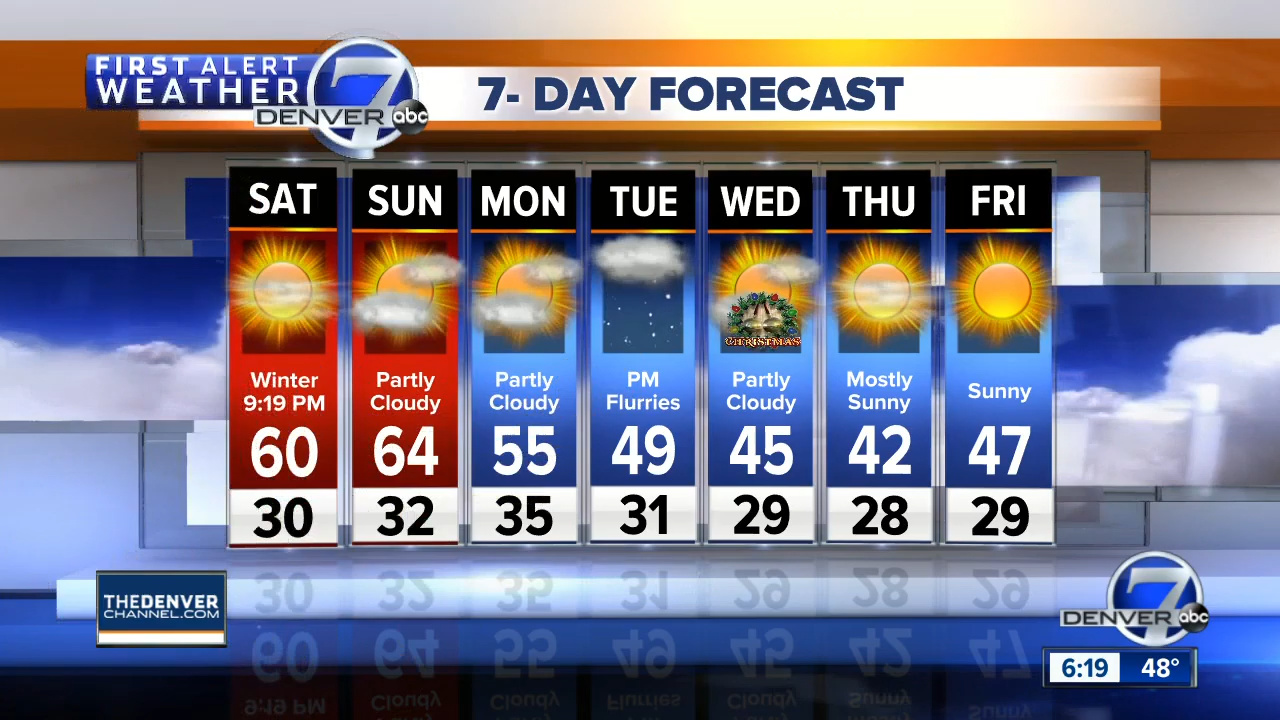 FIRST ALERT
WEATHER
7
DENVER abc
7- DAY FORECAST
SAT SUN MON TUE WED THU FRI
CHRISTMAS
Winter Partly Partly PM Partly Mostly Sunny
9:19 PM Cloudy Cloudy Flurries Cloudy Sunny
60 64 55 49 45 42 47
30 32 35 31 29 28 29
THEDENVER
CHANNEL.COM
7
DENVER abc
6:19 48°